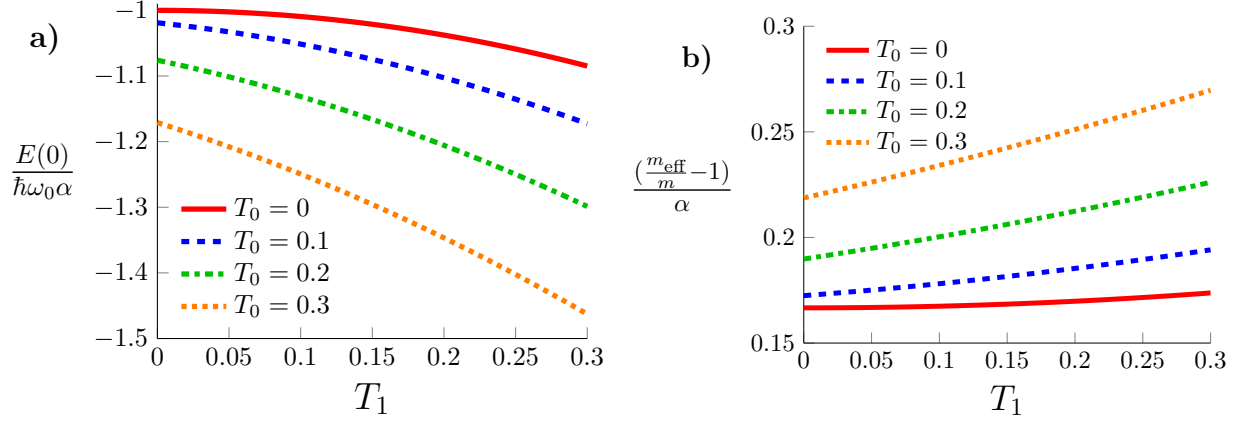 a)
E(0)
ħω₀α
−1
−1.1
−1.2
−1.3
−1.4
−1.5
T₀ = 0
T₀ = 0.1
T₀ = 0.2
T₀ = 0.3
0 0.05 0.1 0.15 0.2 0.25 0.3
T₁
b)
(m_eff/m −1)
α
0.3
0.25
0.2
0.15
T₀ = 0
T₀ = 0.1
T₀ = 0.2
T₀ = 0.3
0 0.05 0.1 0.15 0.2 0.25 0.3
T₁